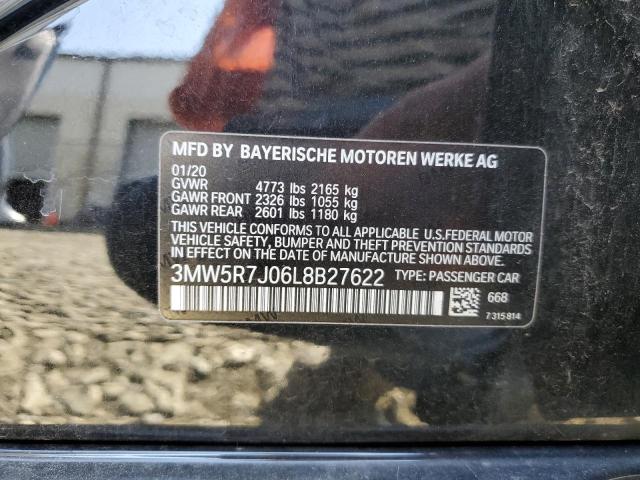 MFD BY BAYERISCHE MOTOREN WERKE AG
01/20
GVWR 4773 lbs 2165 kg
GAWR FRONT 2326 lbs 1055 kg
GAWR REAR 2601 lbs 1180 kg
THIS VEHICLE CONFORMS TO ALL APPLICABLE U.S.FEDERAL MOTOR
VEHICLE SAFETY, BUMPER AND THEFT PREVENTION STANDARDS
IN EFFECT ON THE DATE OF MANUFACTURE SHOWN ABOVE.
3MW5R7J06L8B27622 TYPE: PASSENGER CAR
668
7 315 814